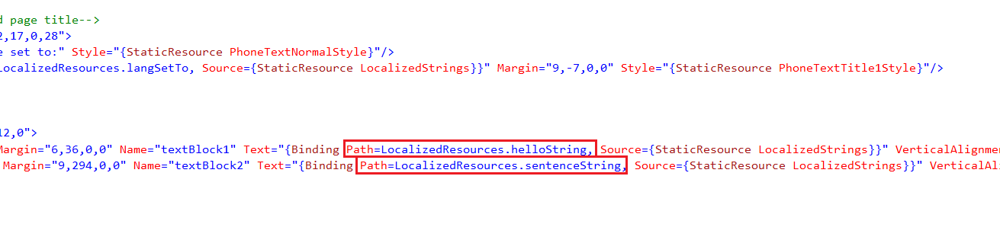 d page title-->
2,17,0,28">
e set to:" Style="{StaticResource PhoneTextNormalStyle}"/>
LocalizedResources.langSetTo, Source={StaticResource LocalizedStrings}}" Margin="9,-7,0,0" Style="{StaticResource PhoneTextTitle1Style}"/>
12,0">
Margin="6,36,0,0" Name="textBlock1" Text="{Binding Path=LocalizedResources.helloString, Source={StaticResource LocalizedStrings}}" VerticalAlignme
Margin="9,294,0,0" Name="textBlock2" Text="{Binding Path=LocalizedResources.sentenceString, Source={StaticResource LocalizedStrings}}" VerticalAli